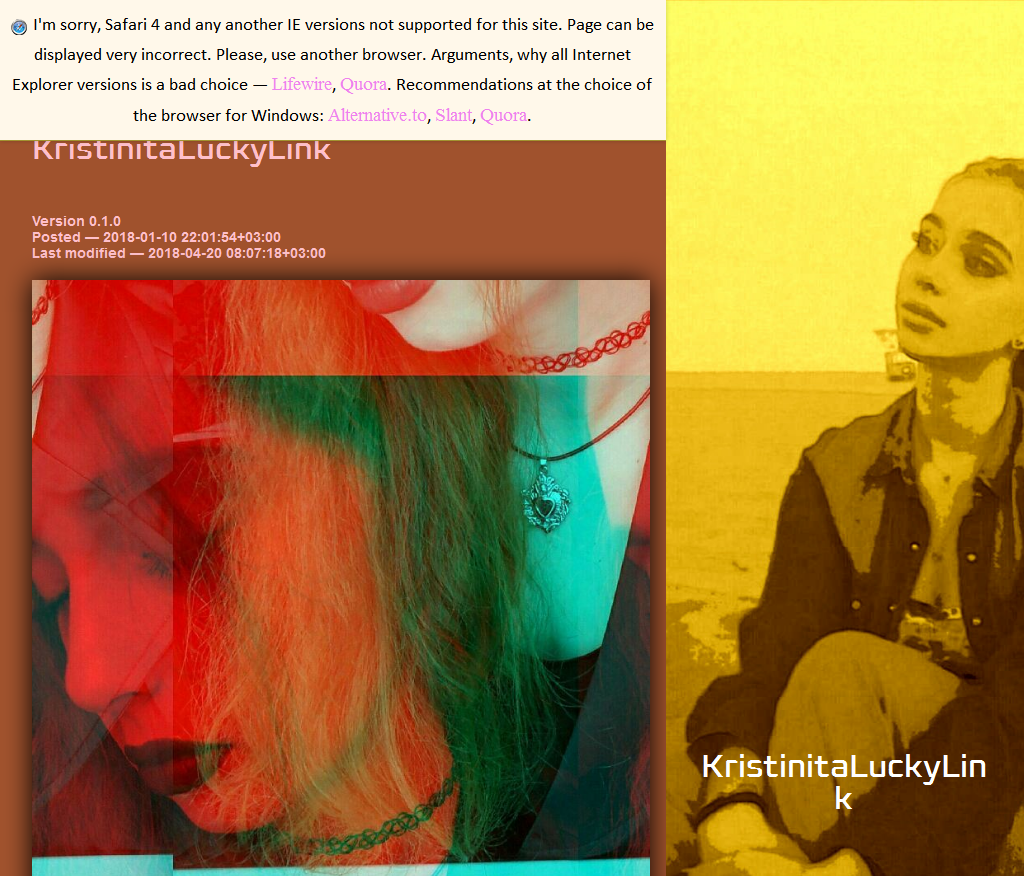 I'm sorry, Safari 4 and any another IE versions not supported for this site. Page can be
displayed very incorrect. Please, use another browser. Arguments, why all Internet
Explorer versions is a bad choice — Lifewire, Quora. Recommendations at the choice of
the browser for Windows: Alternative.to, Slant, Quora.
KristinitaLuckyLink
Version 0.1.0
Posted — 2018-01-10 22:01:54+03:00
Last modified — 2018-04-20 08:07:18+03:00
KristinitaLuckyLin
k